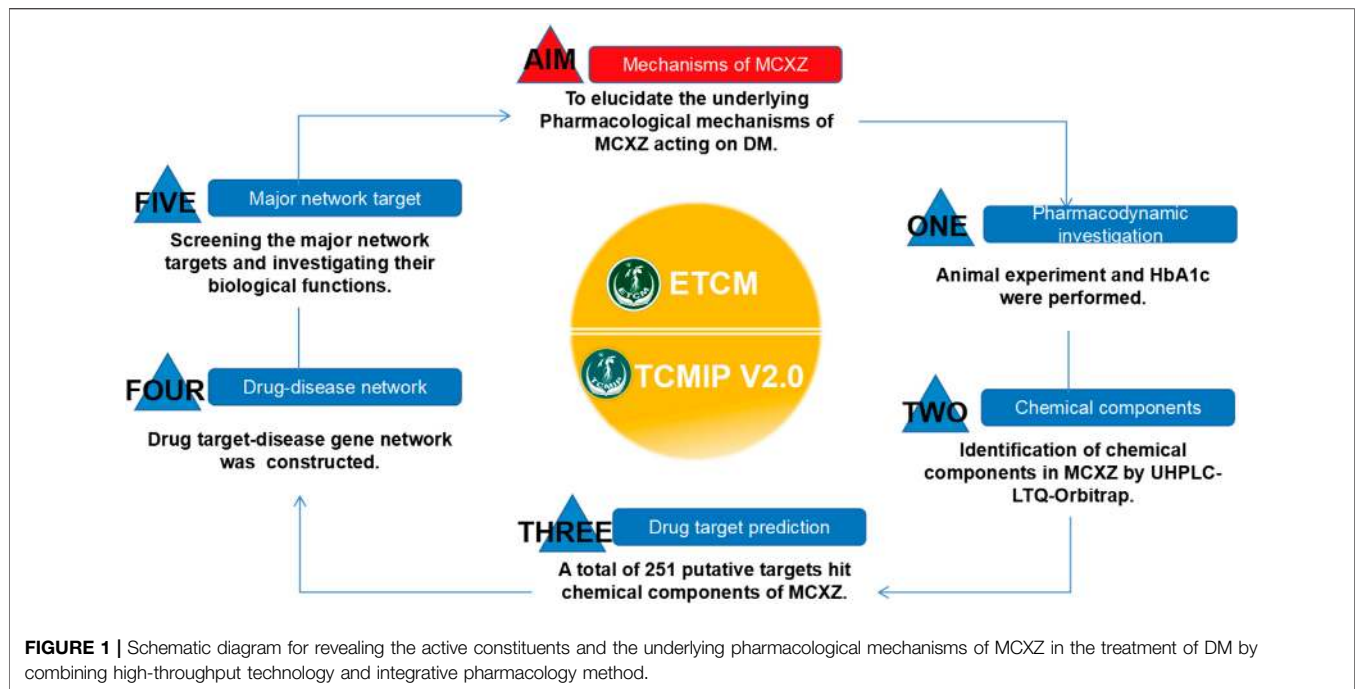 AIM
Mechanisms of MCXZ
To elucidate the underlying
Pharmacological mechanisms of
MCXZ acting on DM.
ONE
Pharmacodynamic
investigation
Animal experiment and HbA1c
were performed.
TWO
Chemical components
Identification of chemical
components in MCXZ by UHPLC-
LTQ-Orbitrap.
THREE
Drug target prediction
A total of 251 putative targets hit
chemical components of MCXZ.
FOUR
Drug-disease network
Drug target-disease gene network
was constructed.
FIVE
Major network target
Screening the major network
targets and investigating their
biological functions.
ETCM
ETCM
TCMIP
TCMIP V2.0
FIGURE 1 | Schematic diagram for revealing the active constituents and the underlying pharmacological mechanisms of MCXZ in the treatment of DM by
combining high-throughput technology and integrative pharmacology method.